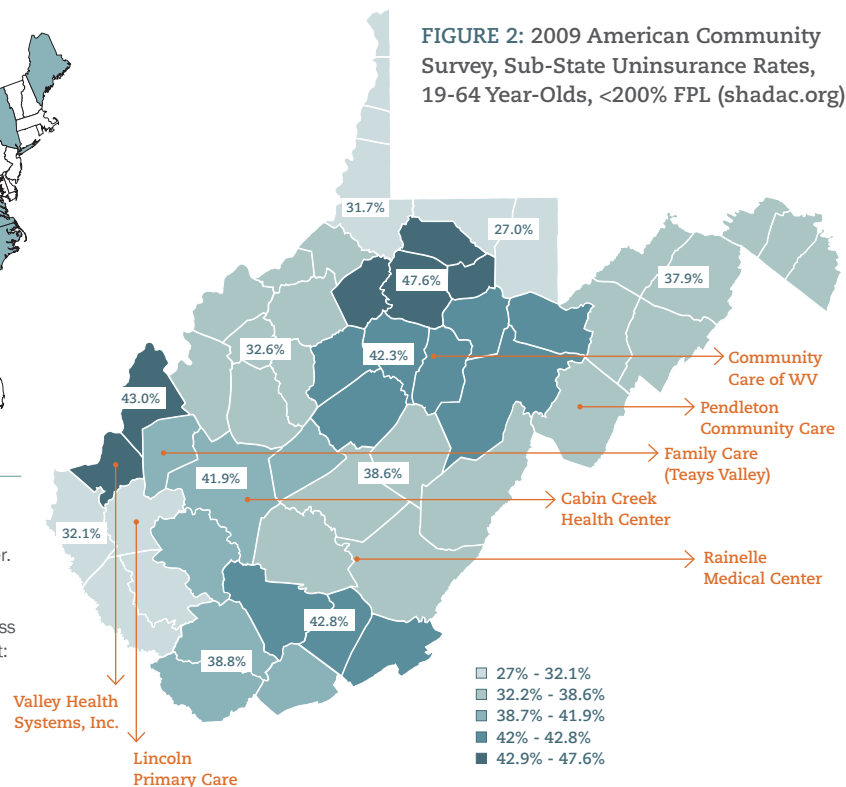 FIGURE 2: 2009 American Community
Survey, Sub-State Uninsurance Rates,
19-64 Year-Olds, <200% FPL (shadac.org)
31.7%
27.0%
47.6%
37.9%
32.6%
42.3%
Community
Care of WV
43.0%
Pendleton
Community Care
Family Care
(Teays Valley)
41.9%
38.6%
Cabin Creek
Health Center
32.1%
Rainelle
Medical Center
42.8%
38.8%
27% - 32.1%
32.2% - 38.6%
38.7% - 41.9%
42% - 42.8%
42.9% - 47.6%
Valley Health
Systems, Inc.
Lincoln
Primary Care